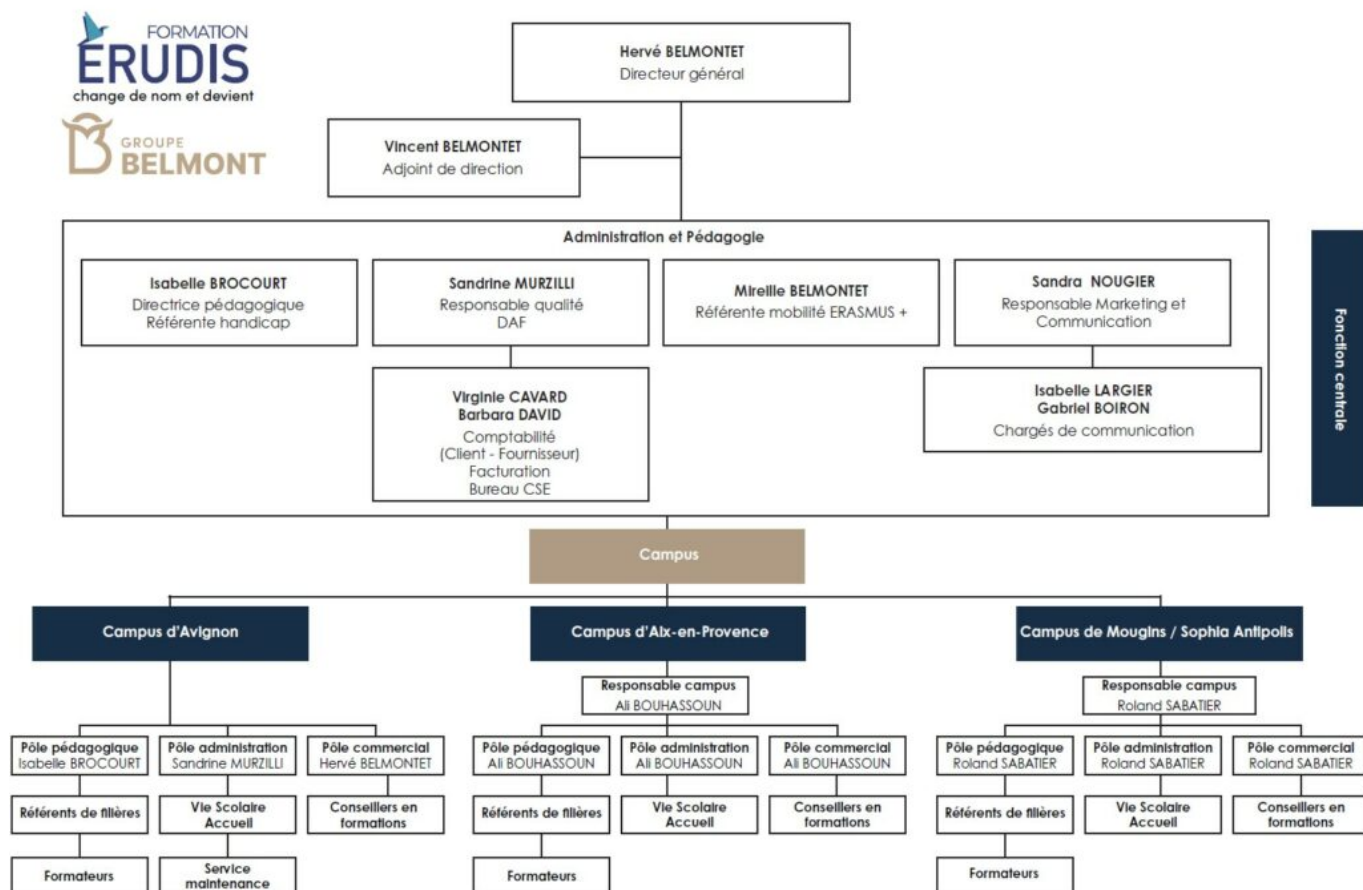 FORMATION
ERUDIS
change de nom et devient
GROUPE
BELMONT
Hervé BELMONTET
Directeur général
Vincent BELMONTET
Adjoint de direction
Administration et Pédagogie
Isabelle BROCOURT
Directrice pédagogique
Référente handicap
Sandrine MURZILLI
Responsable qualité
DAF
Mireille BELMONTET
Référente mobilité ERASMUS +
Sandra NOUGIER
Responsable Marketing et
Communication
Virginie CAVARD
Barbara DAVID
Comptabilité
(Client - Fournisseur)
Facturation
Bureau CSE
Isabelle LARGIER
Gabriel BOIRON
Chargés de communication
Fonction centrale
Campus
Campus d'Avignon
Campus d'Aix-en-Provence
Campus de Mougins / Sophia Antipolis
Responsable campus
Ali BOUHASSOUN
Responsable campus
Roland SABATIER
Pôle pédagogique
Isabelle BROCOURT
Pôle administration
Sandrine MURZILLI
Pôle commercial
Hervé BELMONTET
Pôle pédagogique
Ali BOUHASSOUN
Pôle administration
Ali BOUHASSOUN
Pôle commercial
Ali BOUHASSOUN
Pôle pédagogique
Roland SABATIER
Pôle administration
Roland SABATIER
Pôle commercial
Roland SABATIER
Référents de filières
Vie Scolaire
Accueil
Conseillers en
formations
Référents de filières
Vie Scolaire
Accueil
Conseillers en
formations
Référents de filières
Vie Scolaire
Accueil
Conseillers en
formations
Formateurs
Service
maintenance
Formateurs
Formateurs